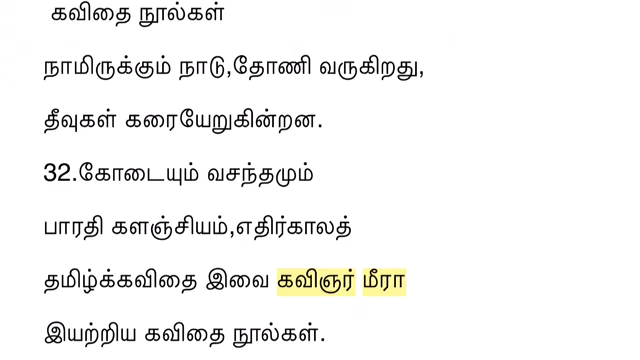 கவிதை நூல்கள்
நாமிருக்கும் நாடு,தோணி வருகிறது,
தீவுகள் கரையேறுகின்றன.
32.கோடையும் வசந்தமும்
பாரதி களஞ்சியம்,எதிர்காலத்
தமிழ்க்கவிதை இவை கவிஞர் மீரா
இயற்றிய கவிதை நூல்கள்.